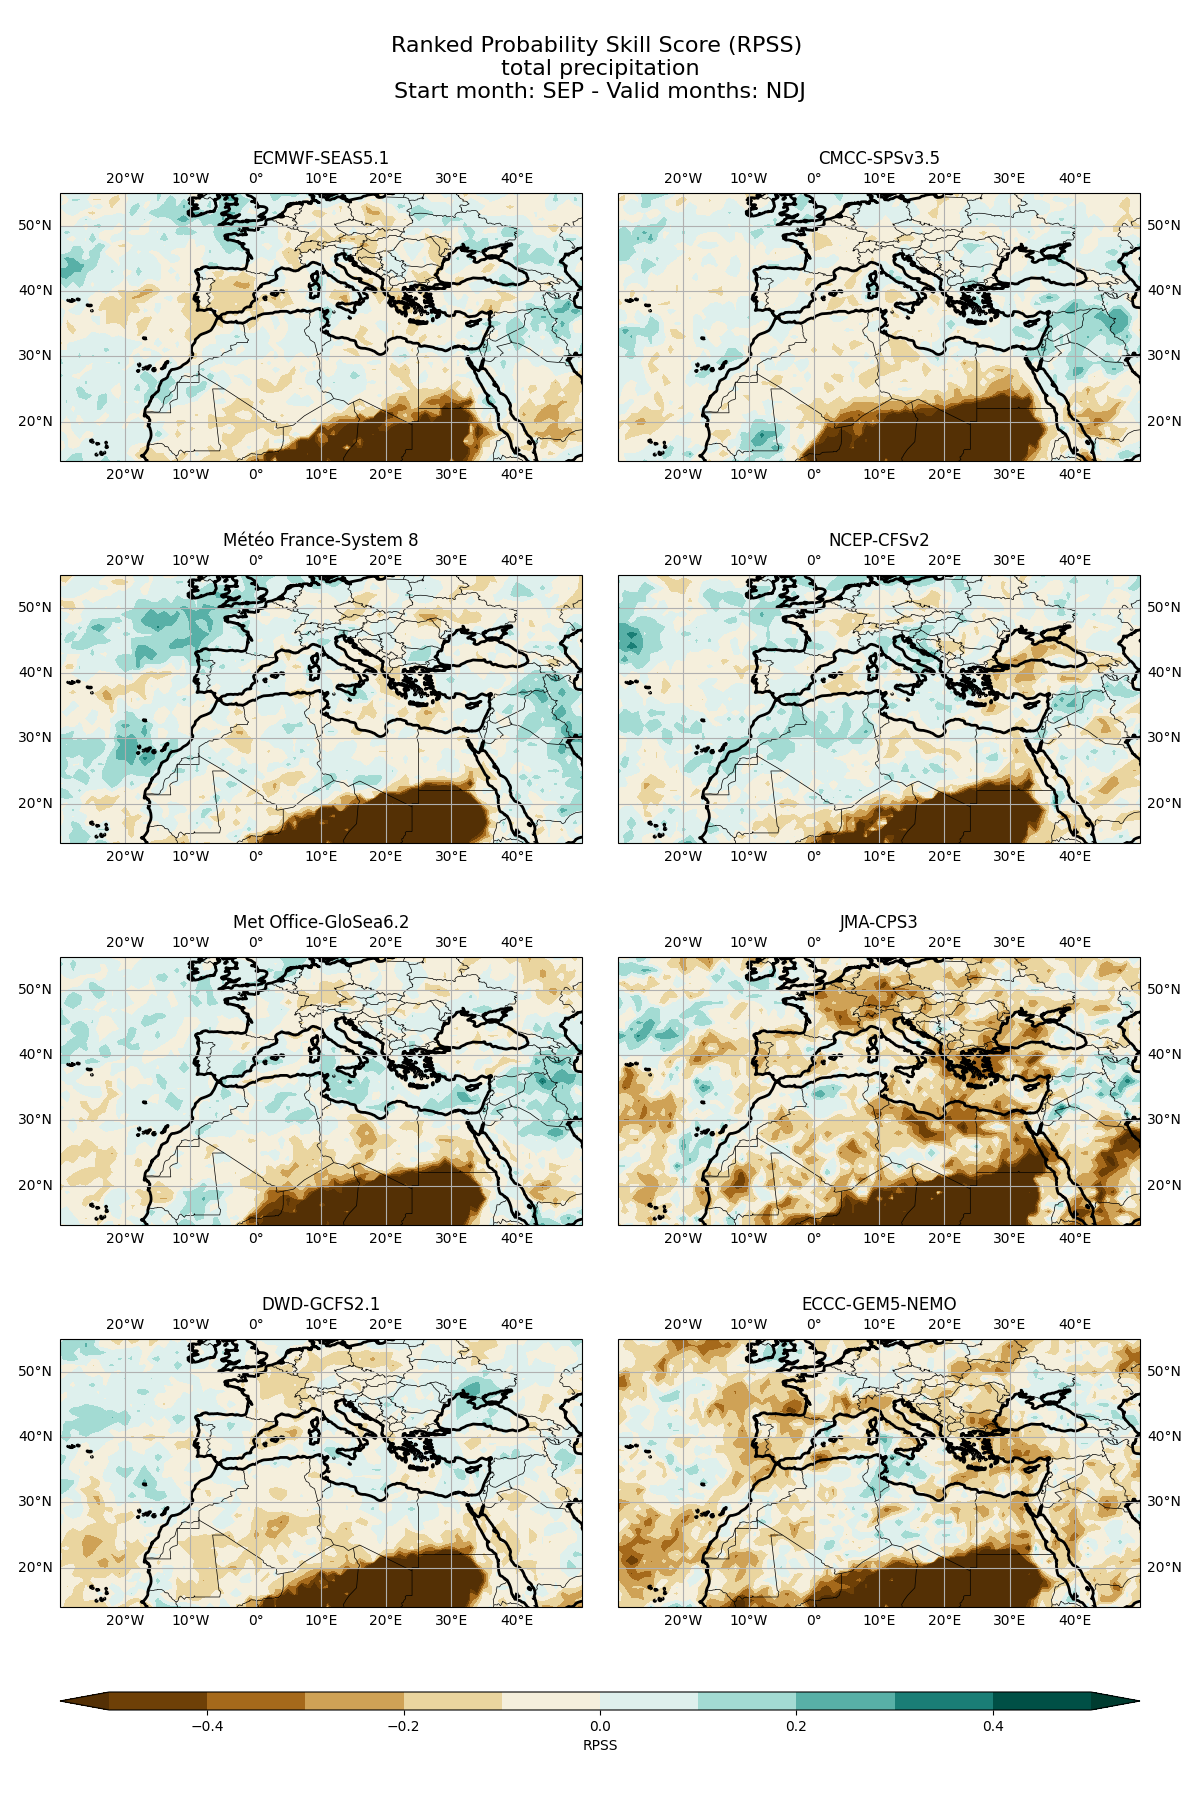 Ranked Probability Skill Score (RPSS)
total precipitation
Start month: SEP - Valid months: NDJ
ECMWF-SEAS5.1
CMCC-SPSv3.5
20°W 10°W 0° 10°E 20°E 30°E 40°E
20°W 10°W 0° 10°E 20°E 30°E 40°E
50°N
50°N
40°N
40°N
30°N
30°N
20°N
20°N
20°W 10°W 0° 10°E 20°E 30°E 40°E
20°W 10°W 0° 10°E 20°E 30°E 40°E
Météo France-System 8
NCEP-CFSv2
20°W 10°W 0° 10°E 20°E 30°E 40°E
20°W 10°W 0° 10°E 20°E 30°E 40°E
50°N
50°N
40°N
40°N
30°N
30°N
20°N
20°N
20°W 10°W 0° 10°E 20°E 30°E 40°E
20°W 10°W 0° 10°E 20°E 30°E 40°E
Met Office-GloSea6.2
JMA-CPS3
20°W 10°W 0° 10°E 20°E 30°E 40°E
20°W 10°W 0° 10°E 20°E 30°E 40°E
50°N
50°N
40°N
40°N
30°N
30°N
20°N
20°N
20°W 10°W 0° 10°E 20°E 30°E 40°E
20°W 10°W 0° 10°E 20°E 30°E 40°E
DWD-GCFS2.1
ECCC-GEM5-NEMO
20°W 10°W 0° 10°E 20°E 30°E 40°E
20°W 10°W 0° 10°E 20°E 30°E 40°E
50°N
50°N
40°N
40°N
30°N
30°N
20°N
20°N
20°W 10°W 0° 10°E 20°E 30°E 40°E
20°W 10°W 0° 10°E 20°E 30°E 40°E
−0.4 −0.2 0.0 0.2 0.4
RPSS